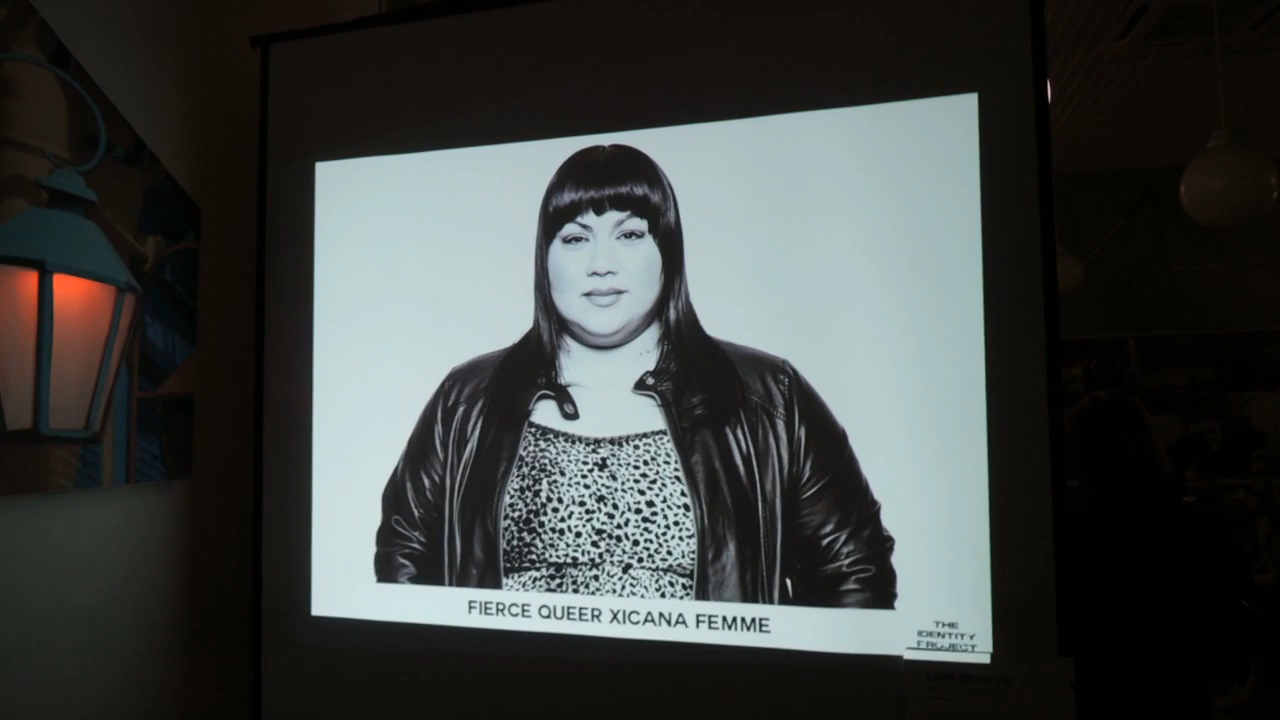 FIERCE QUEER XICANA FEMME
THE
IDENTITY
PROJECT